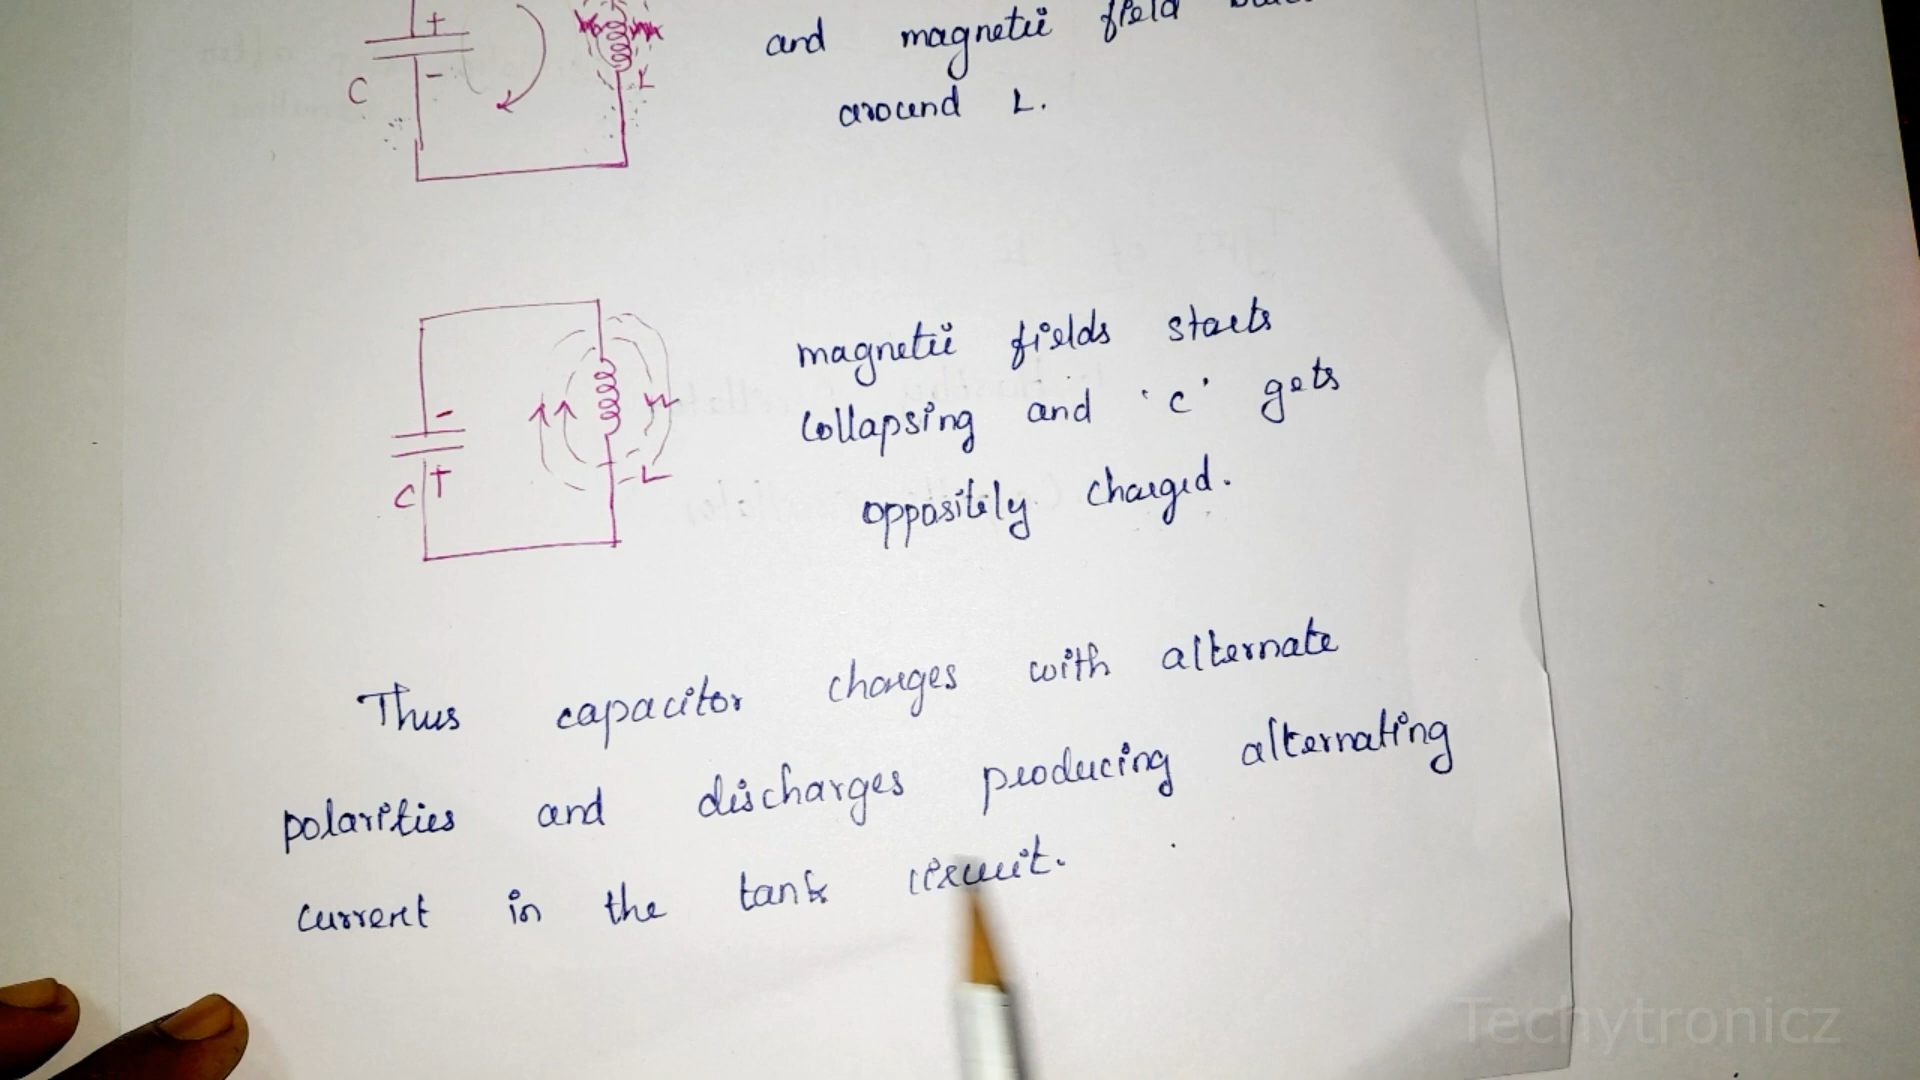 +
- 
C
L
and magnetic field
around L.
-
+
C
L
magnetic fields starts
collapsing and 'c' gets
oppositely charged.
Thus capacitor charges with alternate
polarities and discharges producing alternating
current in the tank circuit.
Techytronicz